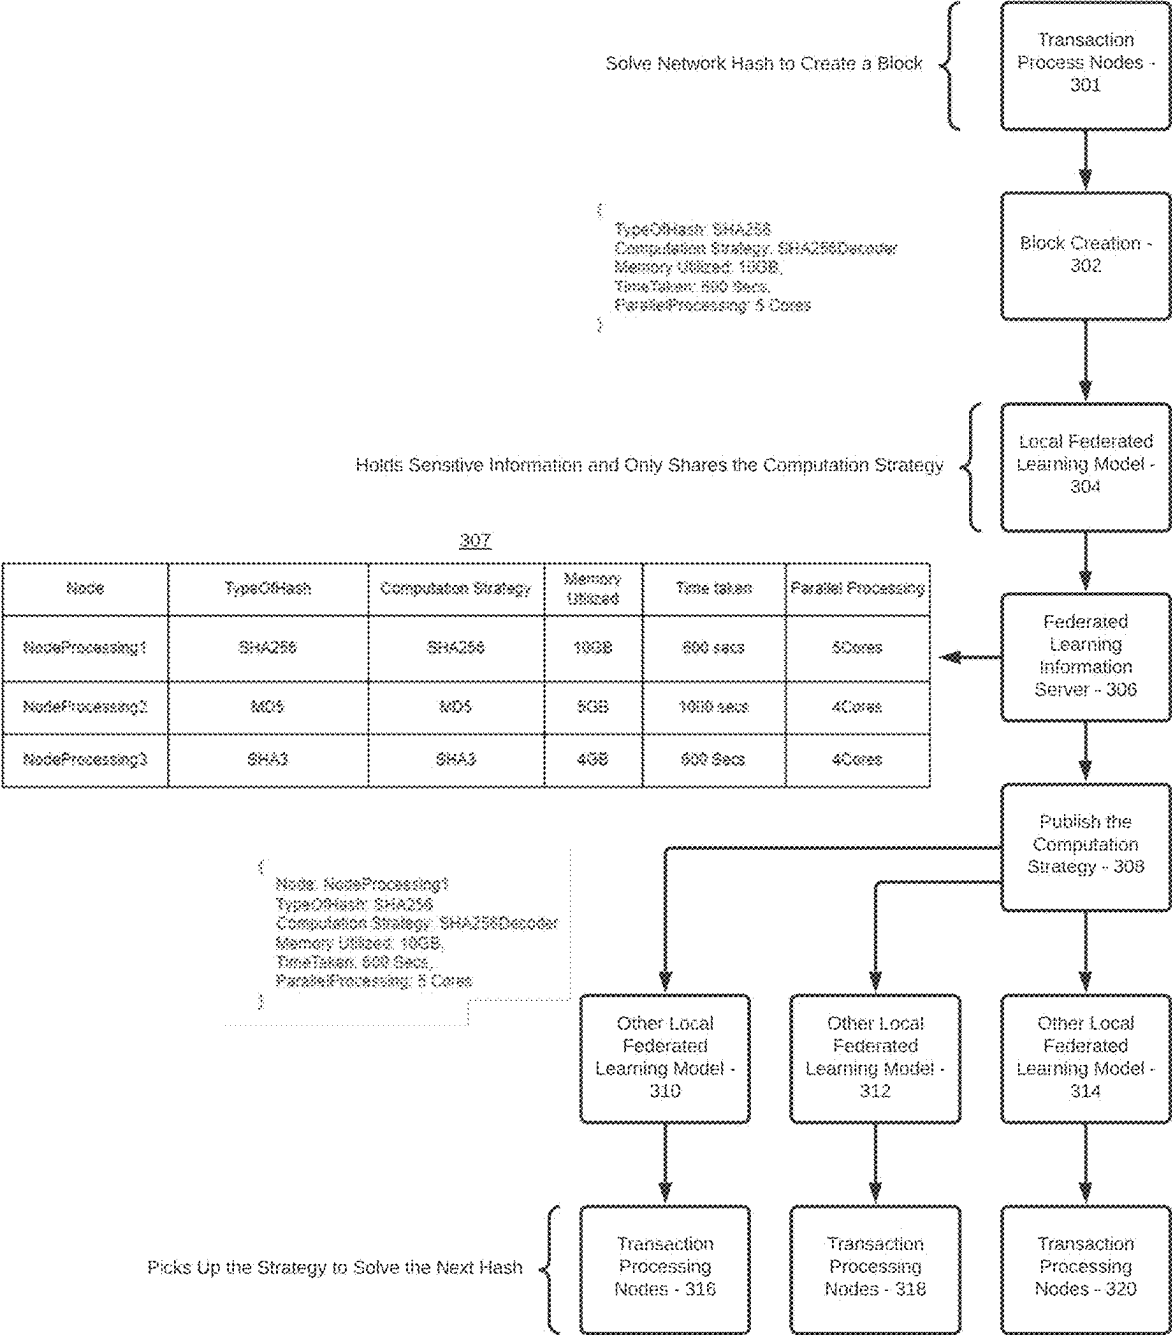 Solve Network Hash to Create a Block
Transaction
Process Nodes -
301
{
TypeOfHash: SHA256
Computation Strategy: SHA256Decoder
Memory Utilized: 10GB,
TimeTaken: 600 Secs,
ParallelProcessing: 5 Cores
}
Block Creation -
302
Holds Sensitive Information and Only Shares the Computation Strategy
Local Federated
Learning Model -
304
307
Node TypeOfHash Computation Strategy Memory Utilized Time taken Parallel Processing
NodeProcessing1 SHA256 SHA256 10GB 600 secs 5Cores
NodeProcessing2 MD5 MD5 5GB 1000 secs 4Cores
NodeProcessing3 SHA3 SHA3 4GB Secs 4Cores
Federated
Learning
Information
Server - 306
Publish the
Computation
Strategy - 308
{
Node: NodeProcessing1
TypeOfHash: SHA256
Computation Strategy: SHA256Decoder
Memory Utilized: 10GB,
TimeTaken: 600 Secs,
ParallelProcessing: 5 Cores
}
Other Local
Federated
Learning Model -
310
Other Local
Federated
Learning Model -
312
Other Local
Federated
Learning Model -
314
Picks Up the Strategy to Solve the Next Hash
Transaction
Processing
Nodes - 316
Transaction
Processing
Nodes - 318
Transaction
Processing
Nodes - 320